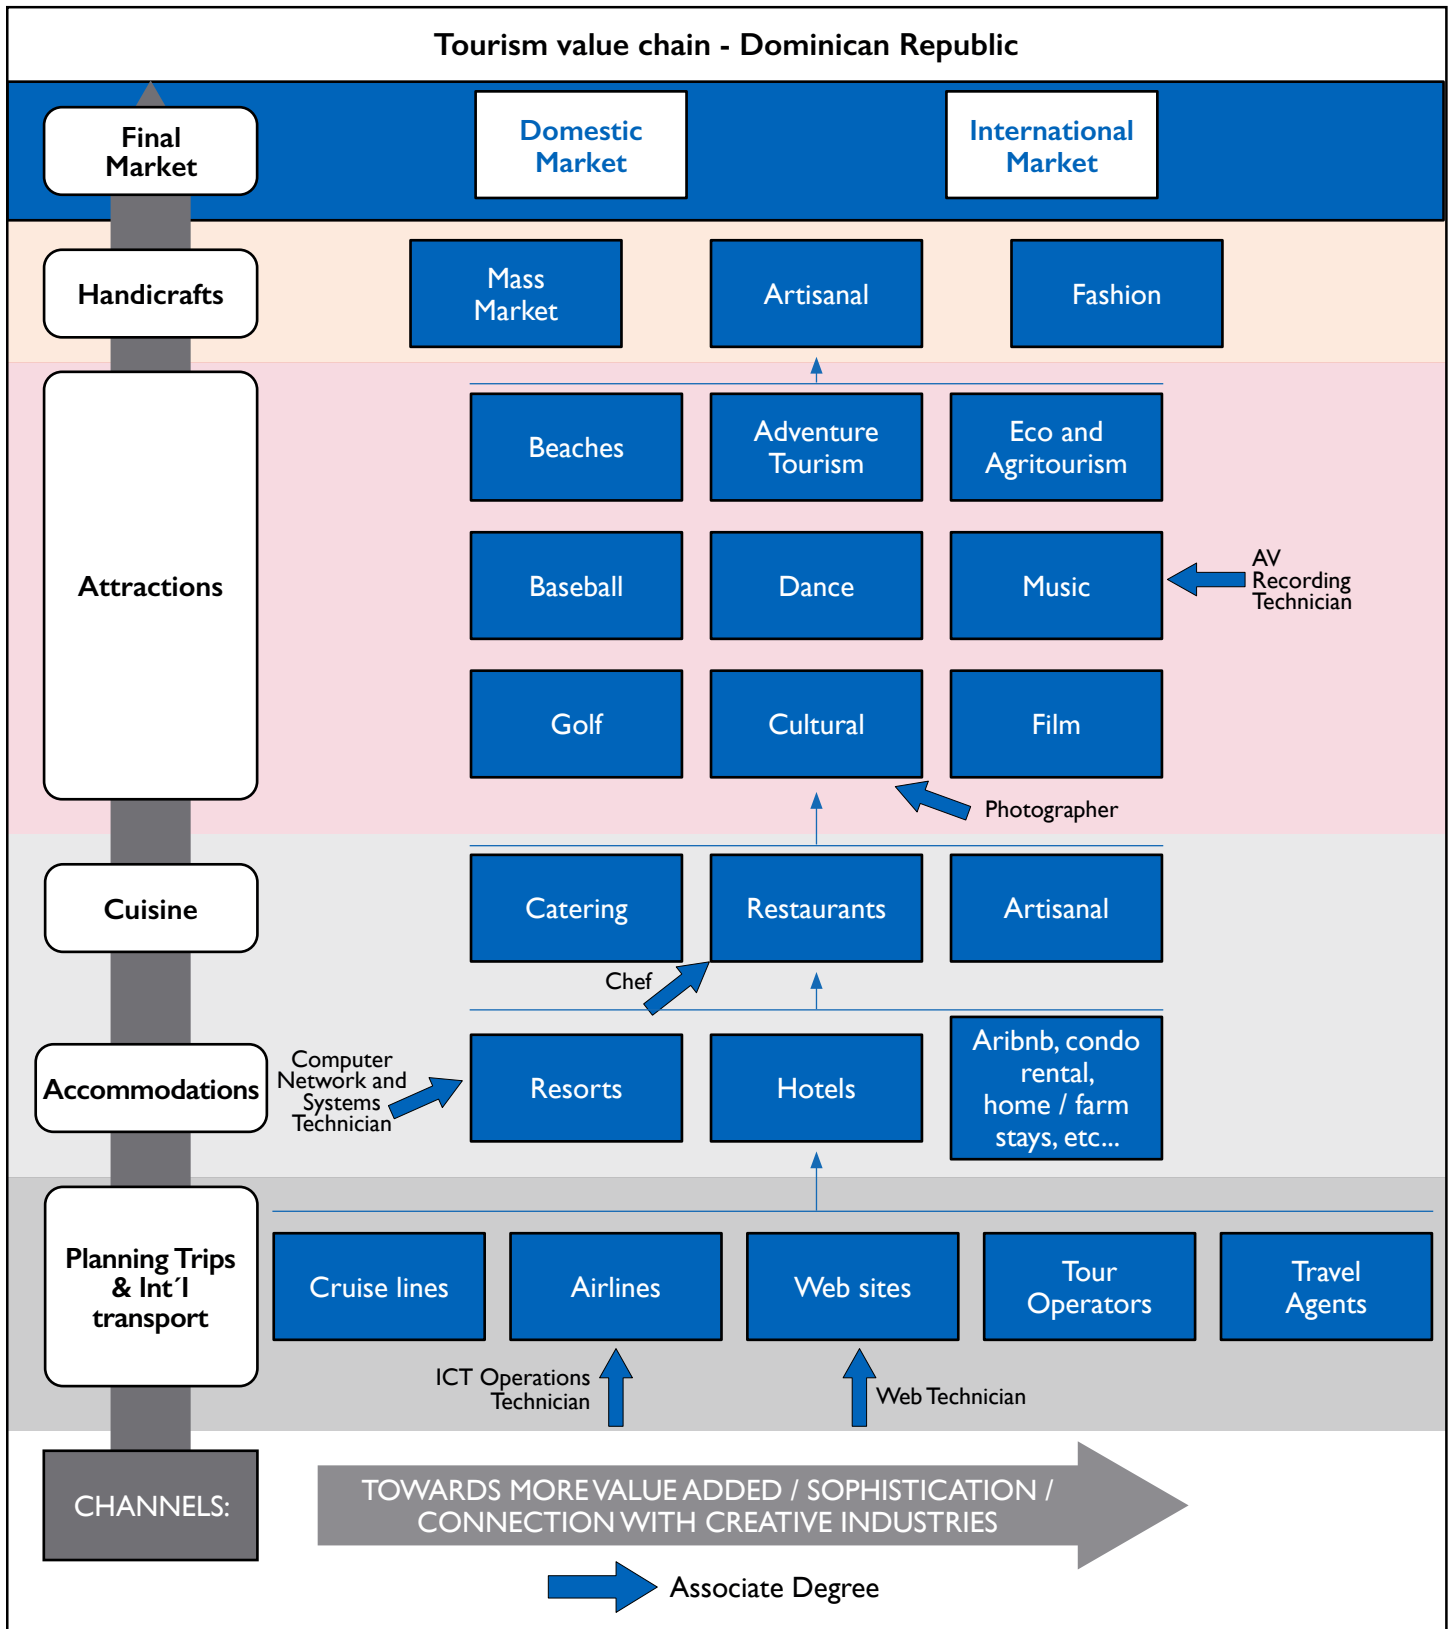 Tourism value chain - Dominican Republic
Final
Market
Domestic
Market
International
Market
Handicrafts
Mass
Market
Artisanal
Fashion
Attractions
Beaches
Adventure
Tourism
Eco and
Agritourism
Baseball
Dance
Music
AV
Recording
Technician
Golf
Cultural
Film
Photographer
Cuisine
Catering
Restaurants
Artisanal
Chef
Accommodations
Computer
Network and
Systems
Technician
Resorts
Hotels
Aribnb, condo
rental,
home / farm
stays, etc...
Planning Trips
& Int´l
transport
Cruise lines
Airlines
Web sites
Tour
Operators
Travel
Agents
ICT Operations
Technician
Web Technician
CHANNELS:
TOWARDS MORE VALUE ADDED / SOPHISTICATION /
CONNECTION WITH CREATIVE INDUSTRIES
Associate Degree